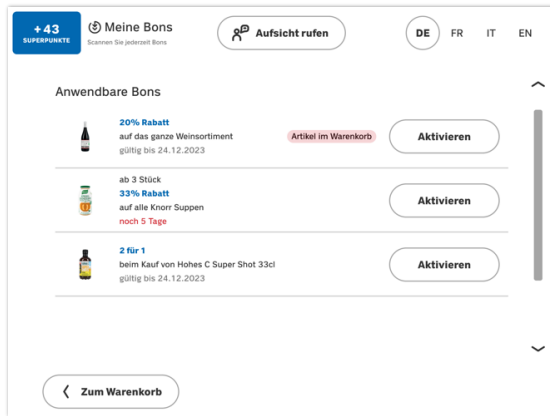 +43
SUPERPUNKTE
Meine Bons
Scannen Sie jederzeit Bons
Aufsicht rufen
DE FR IT EN
Anwendbare Bons
20% Rabatt
auf das ganze Weinsortiment
gültig bis 24.12.2023
Artikel im Warenkorb
Aktivieren
ab 3 Stück
33% Rabatt
auf alle Knorr Suppen
noch 5 Tage
Aktivieren
2 für 1
beim Kauf von Hohes C Super Shot 33cl
gültig bis 24.12.2023
Aktivieren
Zum Warenkorb